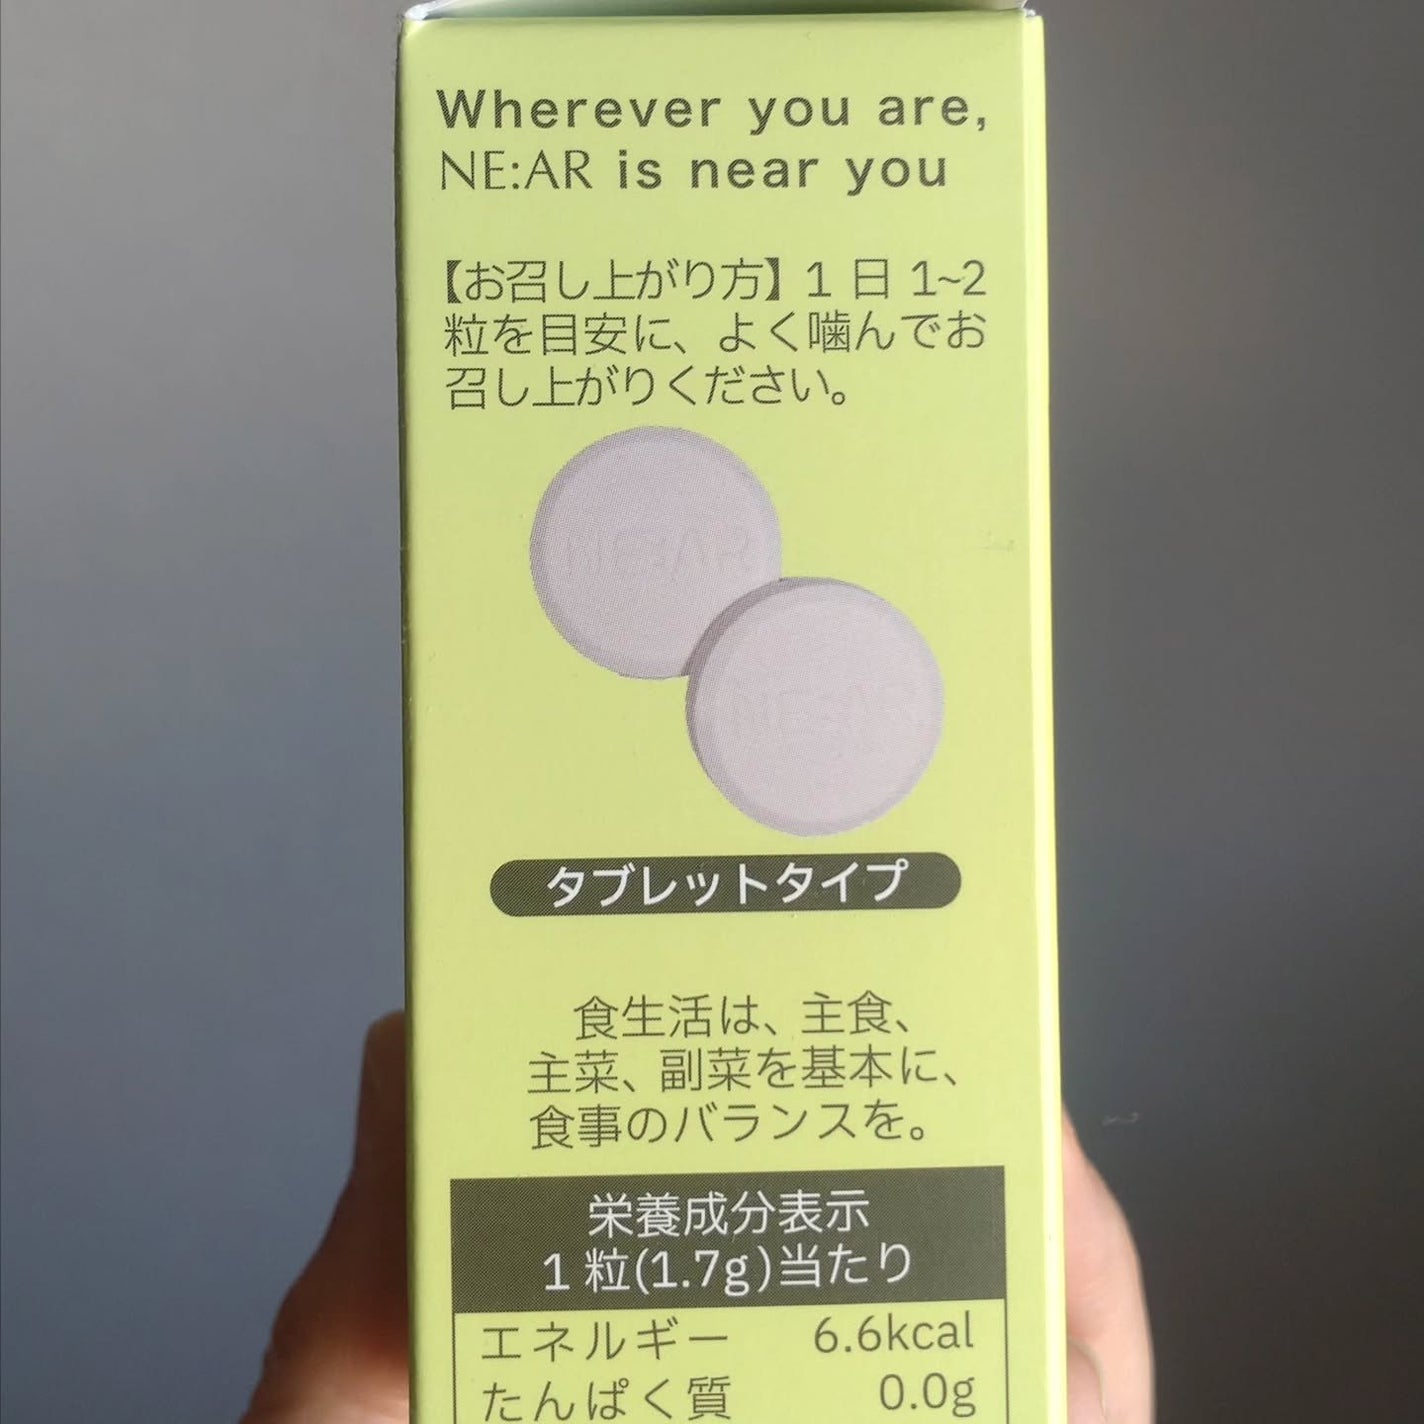 Wherever you are,
NE:AR is near you
【お召し上がり方】1 日 1~2
粒を目安に、よく噛んでお
召し上がりください。
NE:AR
NE:AR
タブレットタイプ
食生活は、主食、
主菜、副菜を基本に、
食事のバランスを。
栄養成分表示
1 粒(1.7g)当たり
エネルギー 6.6kcal
たんぱく質 0.0g